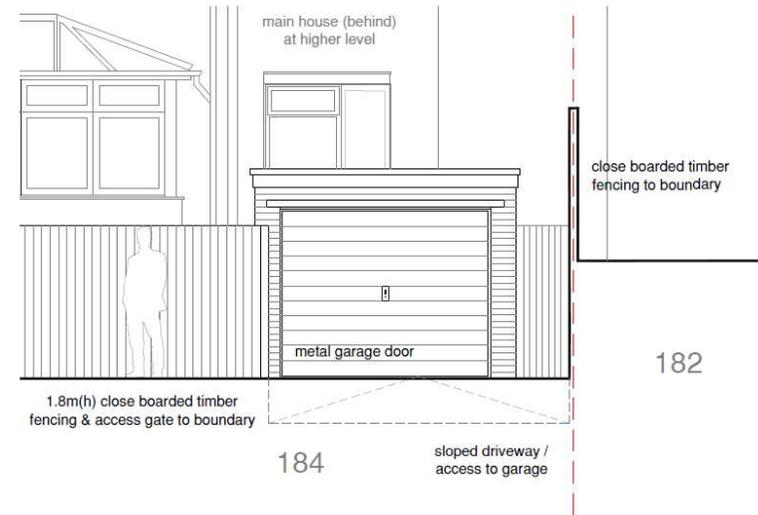 main house (behind)
at higher level
close boarded timber
fencing to boundary
metal garage door
182
1.8m(h) close boarded timber
fencing & access gate to boundary
184
sloped driveway /
access to garage